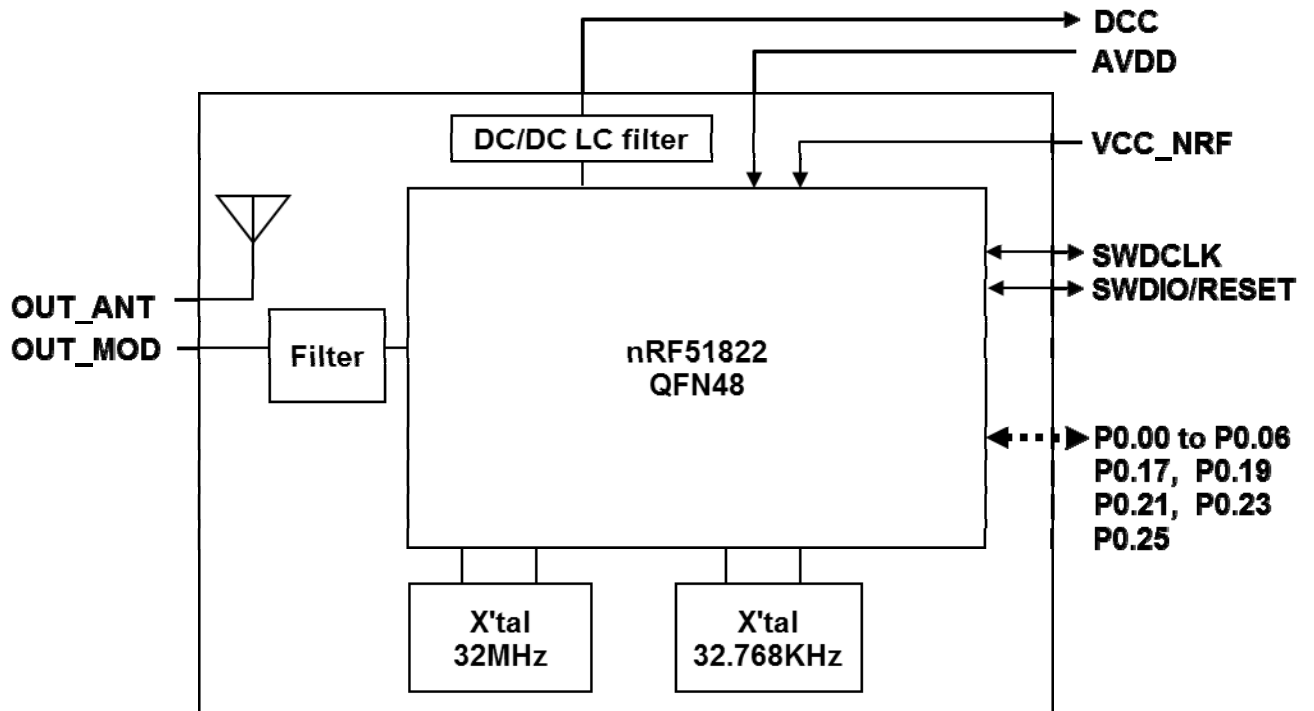 DCC
AVDD
DC/DC LC filter
VCC_NRF
SWDCLK
SWDIO/RESET
OUT_ANT
OUT_MOD
Filter
nRF51822
QFN48
P0.00 to P0.06
P0.17, P0.19
P0.21, P0.23
P0.25
X'tal
32MHz
X'tal
32.768KHz